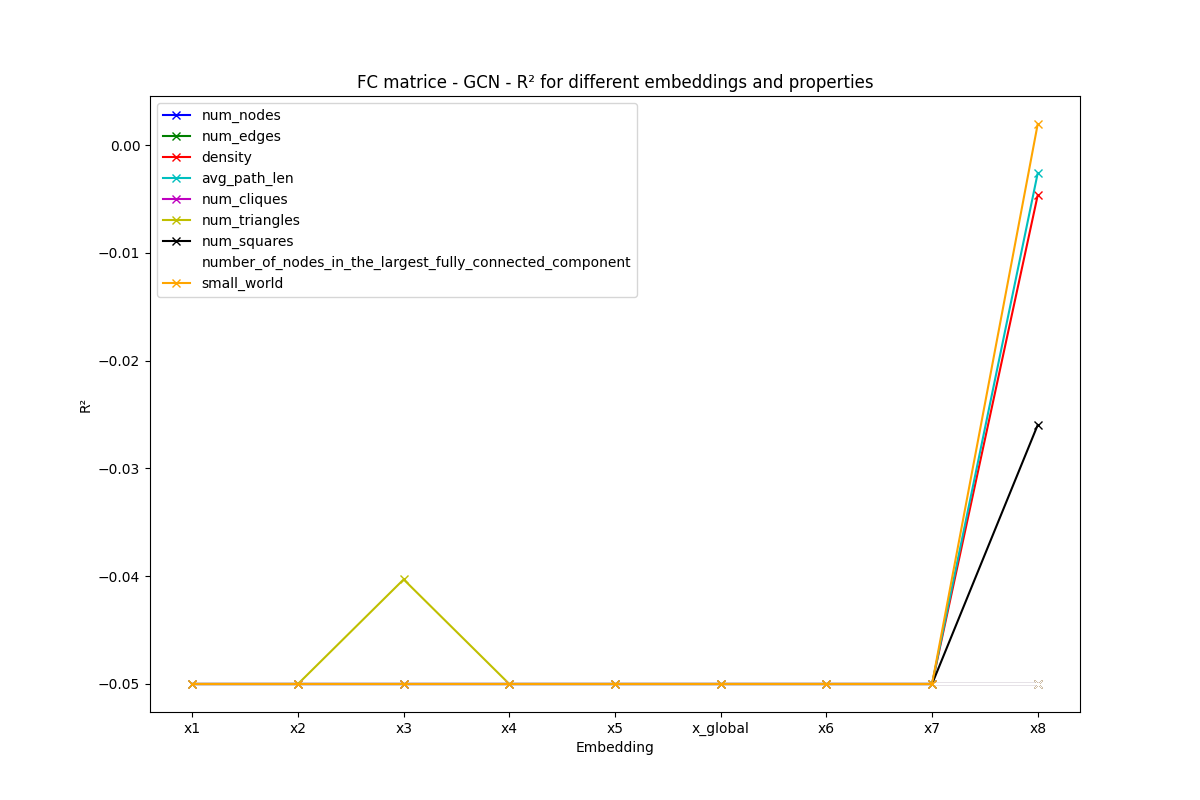 FC matrice - GCN - R² for different embeddings and properties
num_nodes
num_edges
density
avg_path_len
num_cliques
num_triangles
num_squares
number_of_nodes_in_the_largest_fully_connected_component
small_world
0.00
−0.01
−0.02
−0.03
−0.04
−0.05
R²
x1 x2 x3 x4 x5 x_global x6 x7 x8
Embedding